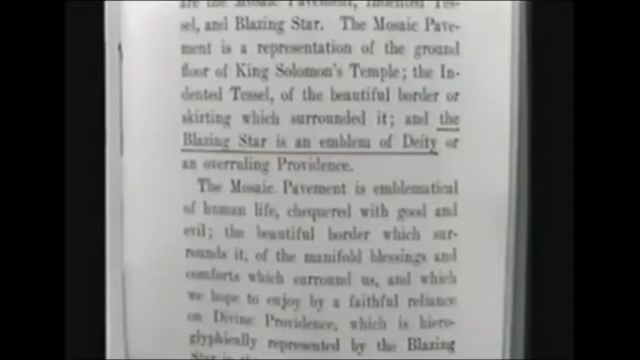 are the Mosaic Pavement, Indented Tes-
sel, and Blazing Star. The Mosaic Pave-
ment is a representation of the ground
floor of King Solomon's Temple; the In-
dented Tessel, of the beautiful border or
skirting which surrounded it; and the
Blazing Star is an emblem of Deity or
an overruling Providence.
The Mosaic Pavement is emblematical
of human life, chequered with good and
evil; the beautiful border which sur-
rounds it, of the manifold blessings and
comforts which surround us, and which
we hope to enjoy by a faithful reliance
on Divine Providence, which is hiero-
glyphically represented by the Blazing
Star in the